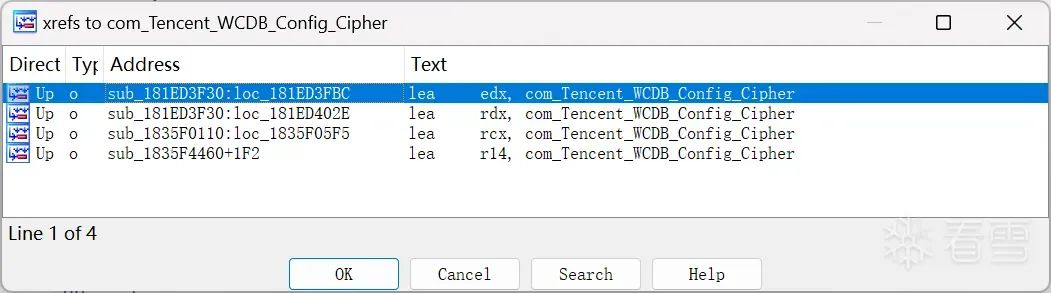 xrefs to com_Tencent_WCDB_Config_Cipher
Direct Typ Address Text
Up o sub_181ED3F30:loc_181ED3FBC lea edx, com_Tencent_WCDB_Config_Cipher
Up o sub_181ED3F30:loc_181ED402E lea rdx, com_Tencent_WCDB_Config_Cipher
Up o sub_1835F0110:loc_1835F05F5 lea rcx, com_Tencent_WCDB_Config_Cipher
Up o sub_1835F4460+1F2 lea r14, com_Tencent_WCDB_Config_Cipher
Line 1 of 4
看雪
OK Cancel Search Help